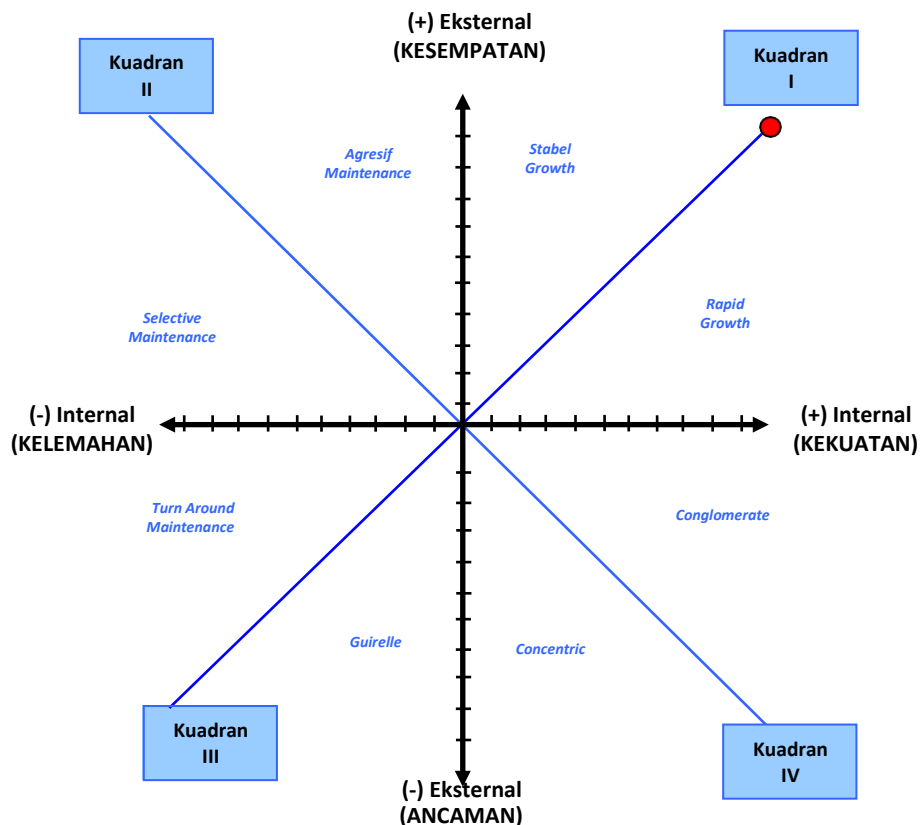 (+) Eksternal
(KESEMPATAN)
Kuadran
II
Kuadran
I
Agresif
Maintenance
Stabel
Growth
Selective
Maintenance
Rapid
Growth
(-) Internal
(KELEMAHAN)
(+) Internal
(KEKUATAN)
Turn Around
Maintenance
Conglomerate
Guirelle
Concentric
Kuadran
III
Kuadran
IV
(-) Eksternal
(ANCAMAN)